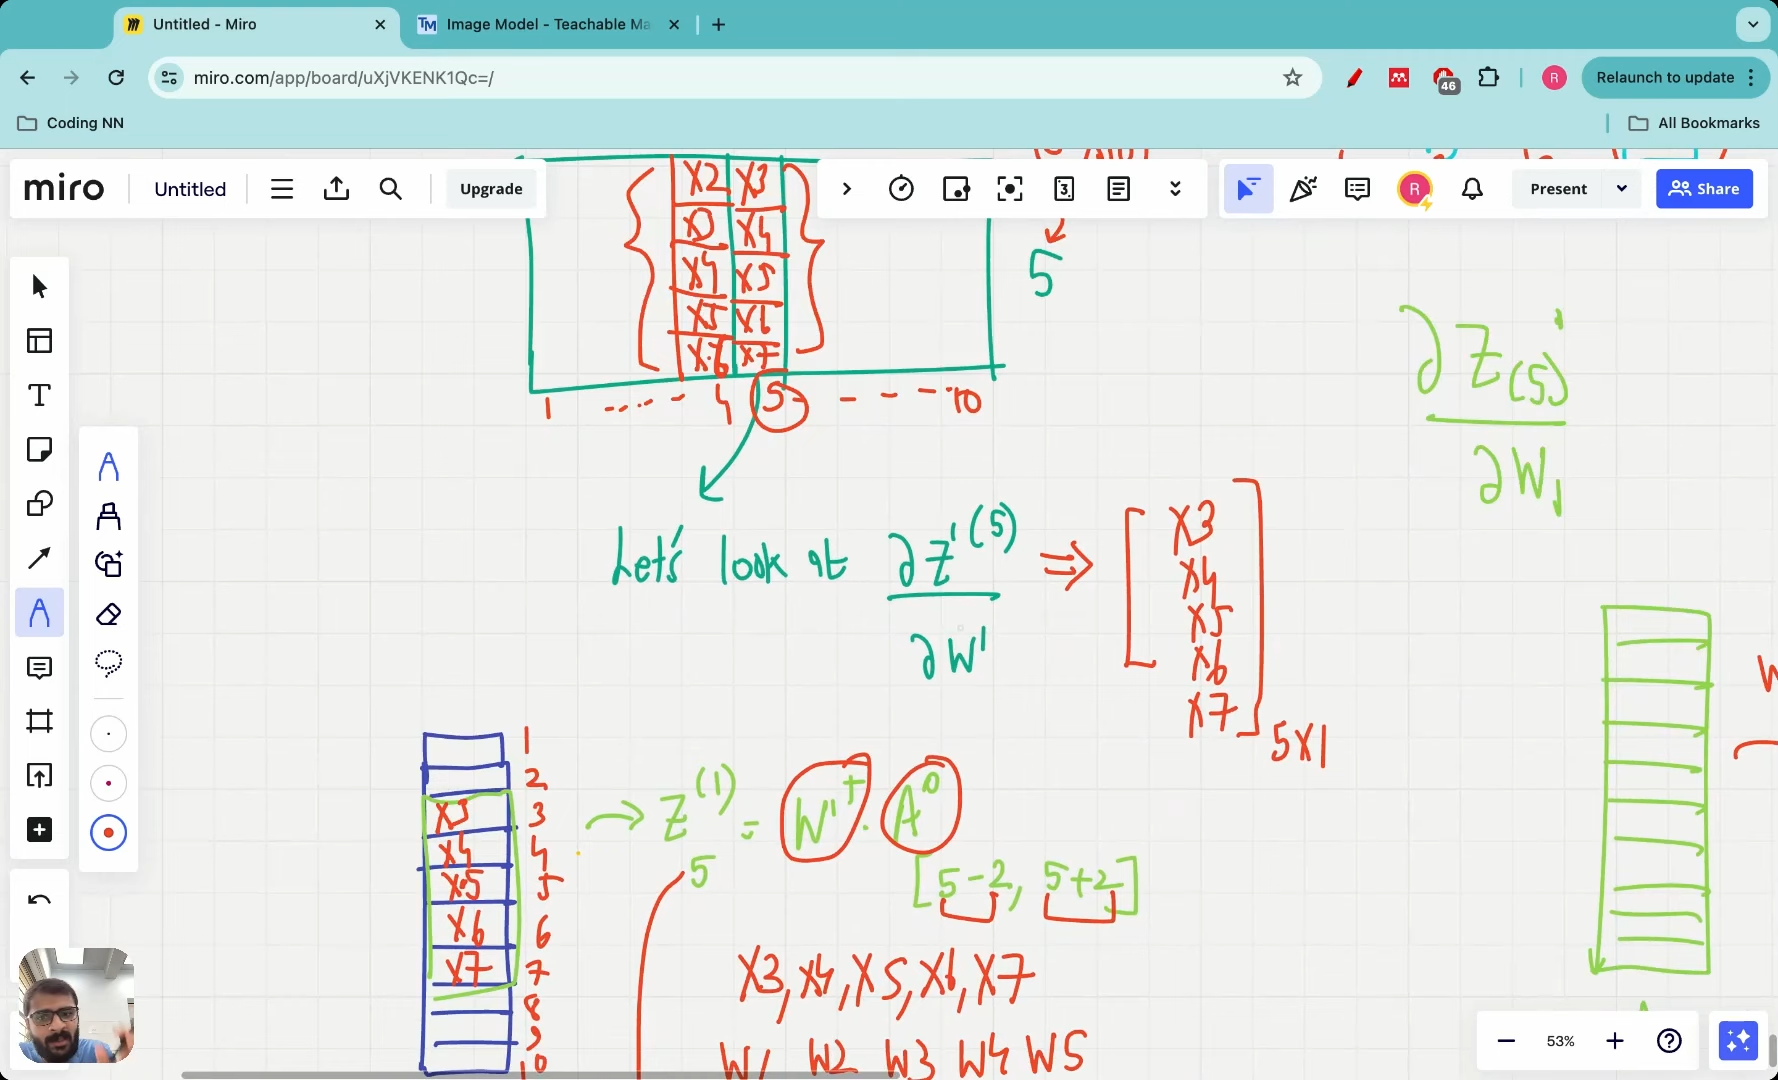 Untitled - Miro
Image Model - Teachable Ma
miro.com/app/board/uXjVKENK1Qc=/
46
R
Relaunch to update
Coding NN
All Bookmarks
miro
Untitled
Upgrade
3
R
Present
Share
X2 X3
X4
X4 X5
X5 X6
X6 X7
5
1 4 5 10
∂Z(5)
∂W1
Let's look at ∂Z'(5) ⇒
∂W'
X3
X4
X5
X6
X7
5X1
1
2
X3 3
X4 4
X5 5
X6 6
X7 7
8
9
10
Z(1) = W'T . A0
5 [5-2, 5+2]
X3, X4, X5, X6, X7
W1 W2 W3 W4 W5
53%